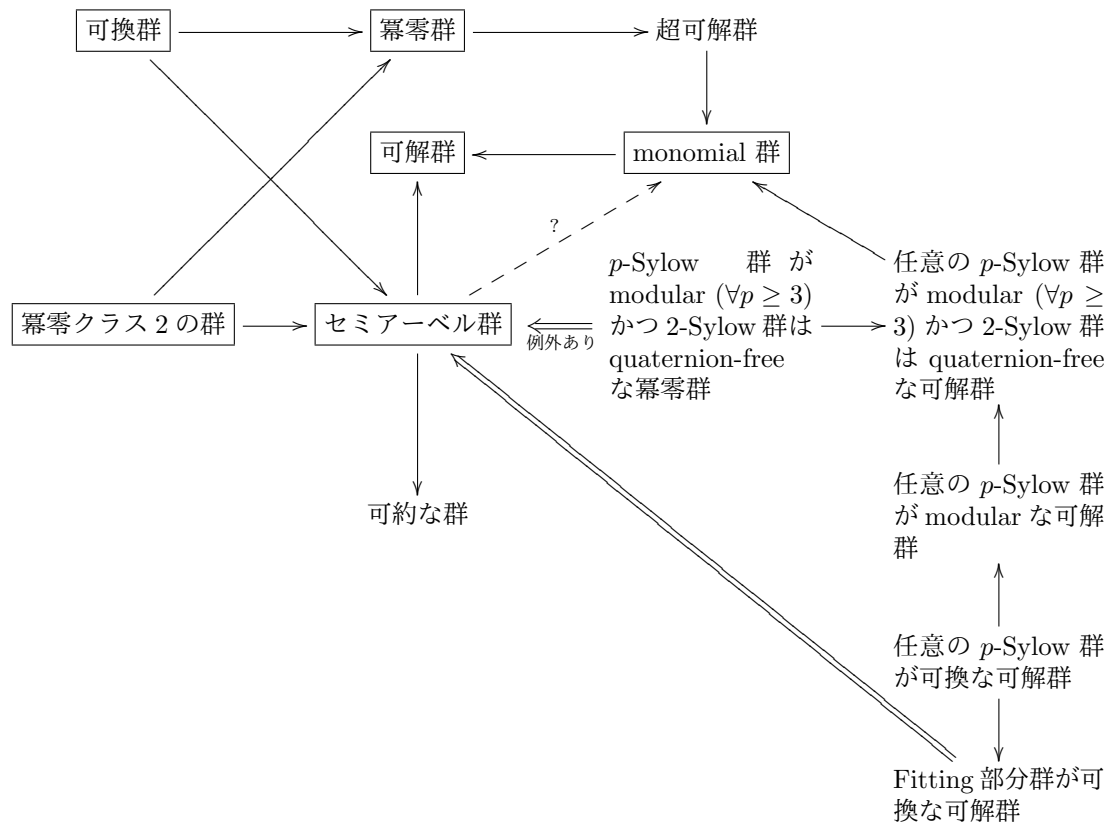 可換群
冪零群
超可解群
可解群
monomial 群
?
冪零クラス 2 の群
セミアーベル群
例外あり
p-Sylow 群 が
modular (∀p ≥ 3)
かつ 2-Sylow 群は
quaternion-free
な冪零群
任意の p-Sylow 群
が modular (∀p ≥
3) かつ 2-Sylow 群
は quaternion-free
な可解群
可約な群
任意の p-Sylow 群
が modular な可解
群
任意の p-Sylow 群
が可換な可解群
Fitting 部分群が可
換な可解群